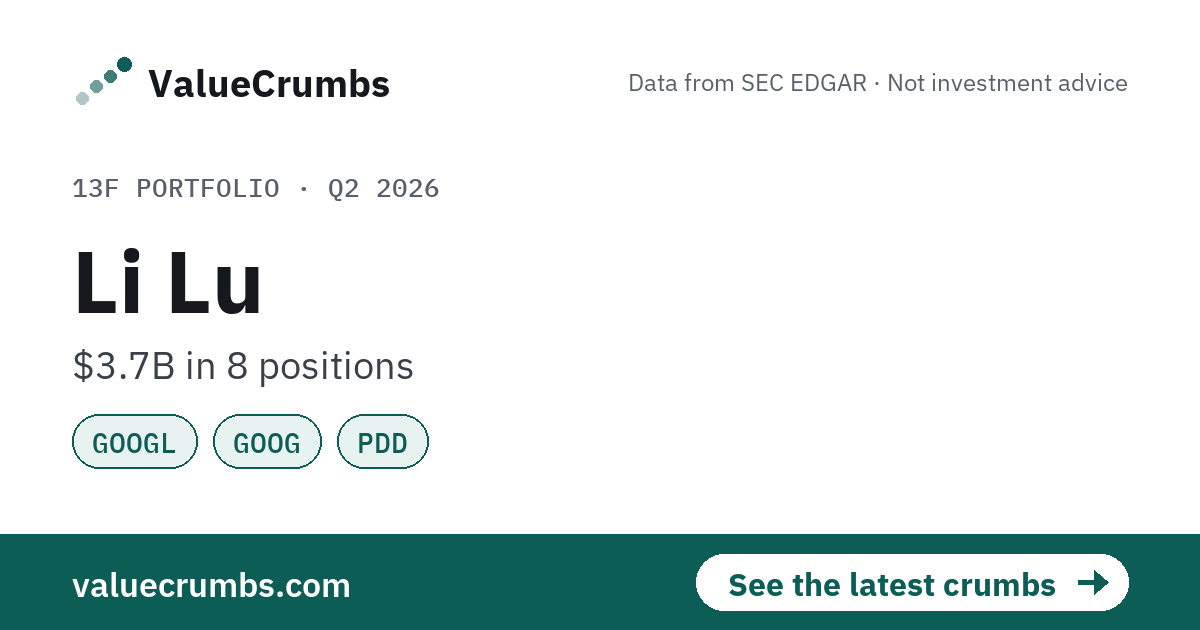 ValueCrumbs
Data from SEC EDGAR · Not investment advice
13F PORTFOLIO · Q2 2026
Li Lu
$3.7B in 8 positions
GOOGL GOOG PDD
valuecrumbs.com
See the latest crumbs